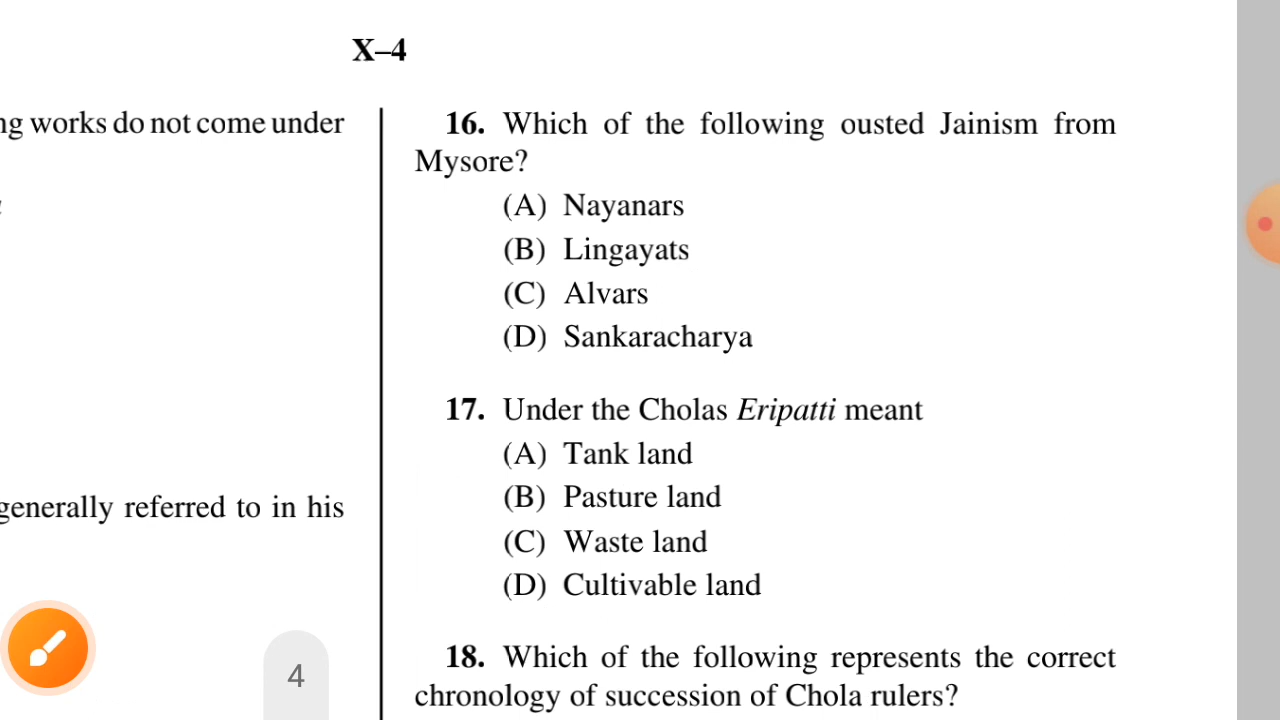 X–4
works do not come under
generally referred to in his
4
16. Which of the following ousted Jainism from
Mysore?
(A) Nayanars
(B) Lingayats
(C) Alvars
(D) Sankaracharya
17. Under the Cholas Eripatti meant
(A) Tank land
(B) Pasture land
(C) Waste land
(D) Cultivable land
18. Which of the following represents the correct
chronology of succession of Chola rulers?